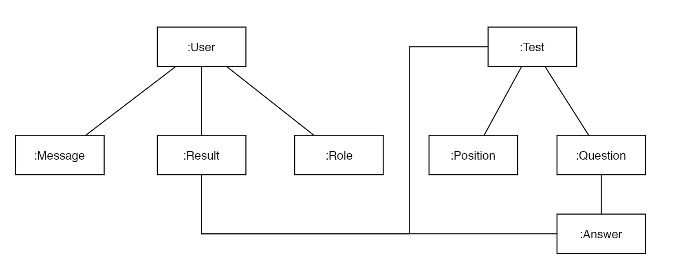 :User
:Test
:Message
:Result
:Role
:Position
:Question
:Answer